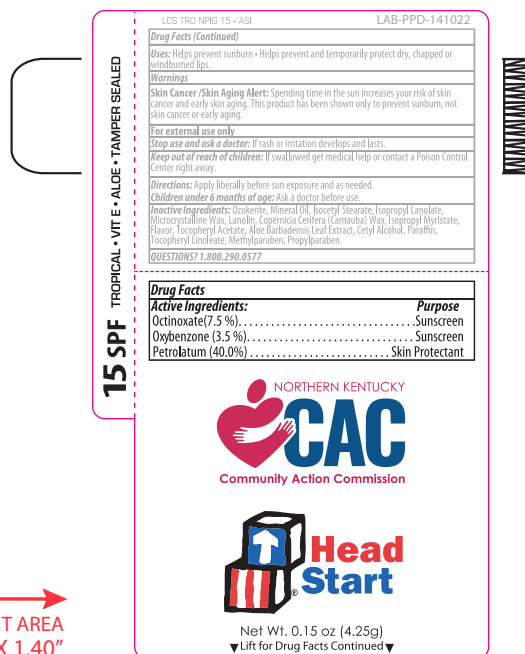 LCS TRO NPIG 15 - ASI
LAB-PPD-141022
Drug Facts (Continued)
Uses: Helps prevent sunburn • Helps prevent and temporarily protect dry, chapped or
windburned lips.
Warnings
Skin Cancer /Skin Aging Alert: Spending time in the sun increases your risk of skin
cancer and early skin aging. This product has been shown only to prevent sunburn, not
skin cancer or early aging.
For external use only
Stop use and ask a doctor: If rash or irritation develops and lasts.
Keep out of reach of children: If swallowed get medical help or contact a Poison Control
Center right away.
Directions: Apply liberally before sun exposure and as needed.
Children under 6 months of age: Ask a doctor before use.
Inactive Ingredients: Ozokerite, Mineral Oil, Isocetyl Stearate, Isopropyl Lanolate,
Microcrystalline Wax, Lanolin, Copernicia Cerifera (Carnauba) Wax, Isopropyl Myristate,
Flavor, Tocopheryl Acetate, Aloe Barbadensis Leaf Extract, Cetyl Alcohol, Paraffin,
Tocopheryl Linoleate, Methylparaben, Propylparaben.
QUESTIONS? 1.800.290.0577
15 SPF TROPICAL • VIT E • ALOE • TAMPER SEALED
Drug Facts
Active Ingredients: Purpose
Octinoxate(7.5 %)..............................Sunscreen
Oxybenzone (3.5 %)............................Sunscreen
Petrolatum (40.0%)........................Skin Protectant
NORTHERN KENTUCKY
CAC
Community Action Commission
Head
Start
®
Net Wt. 0.15 oz (4.25g)
▼Lift for Drug Facts Continued▼
T AREA
X 1.40"